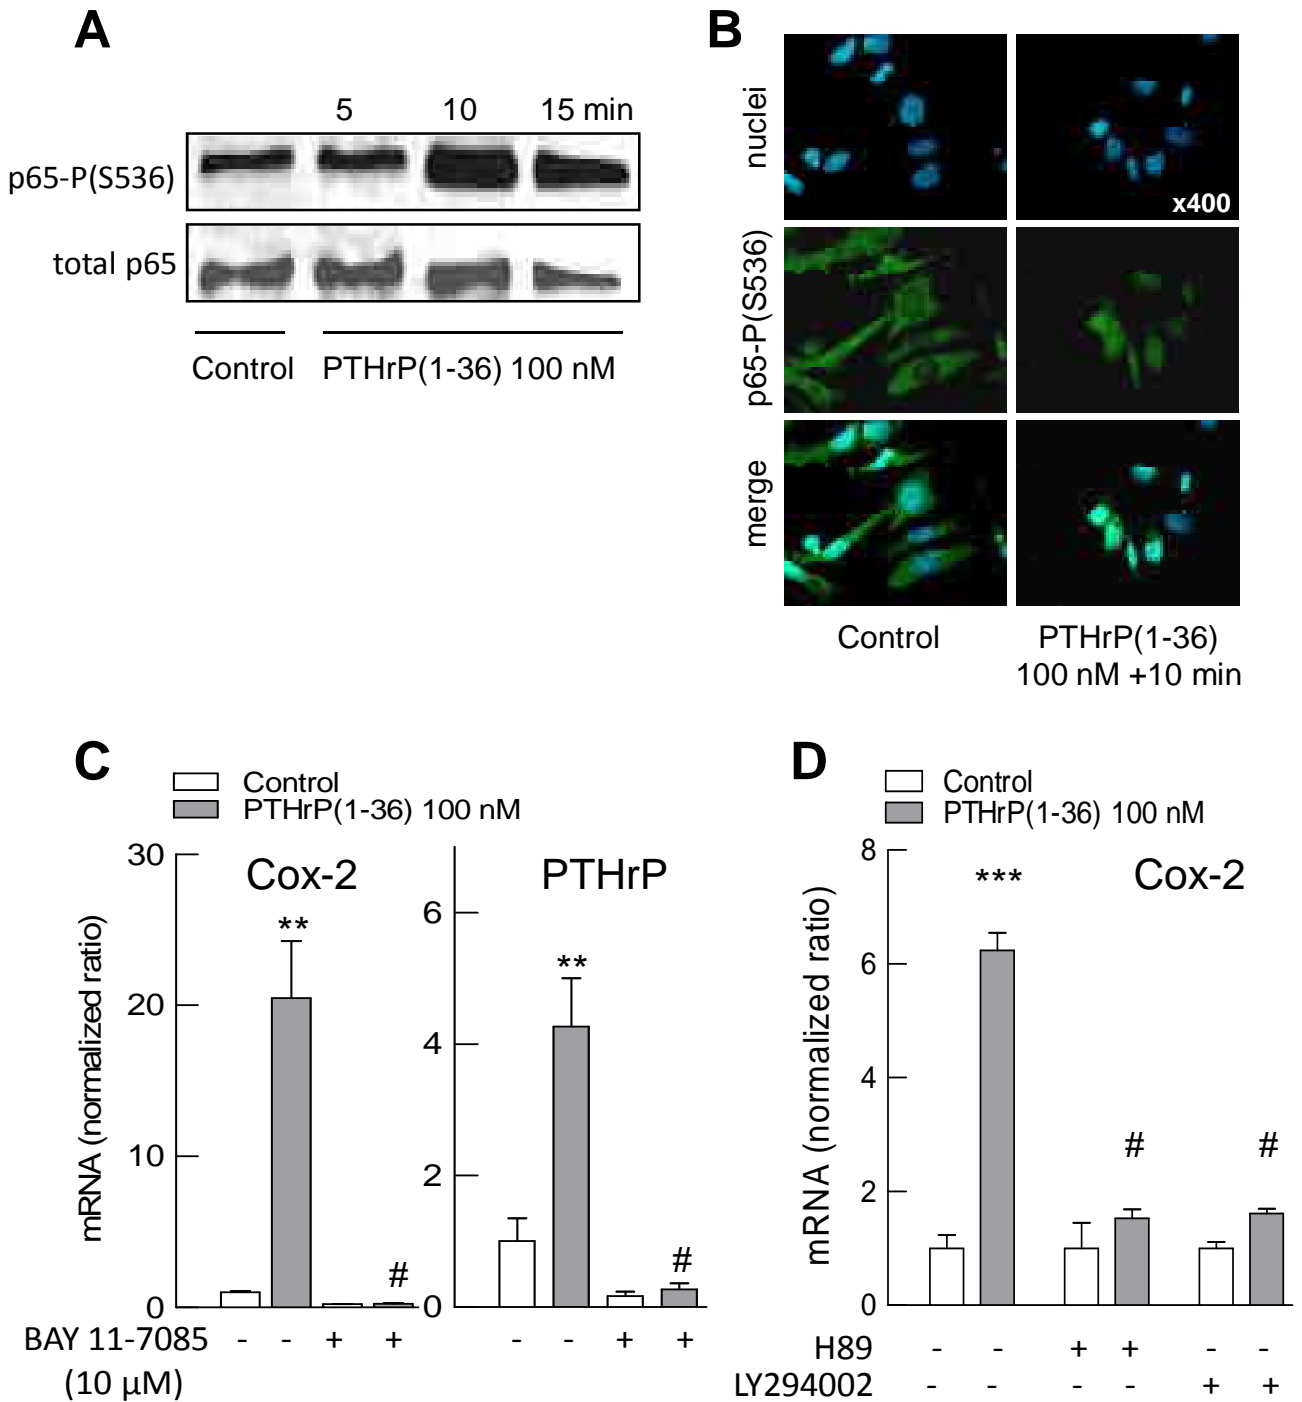 A
5 10 15 min
p65-P(S536)
total p65
Control PTHrP(1-36) 100 nM
B
nuclei
x400
p65-P(S536)
merge
Control
PTHrP(1-36)
100 nM +10 min
C
Control
PTHrP(1-36) 100 nM
mRNA (normalized ratio)
30
20
10
0
Cox-2
**
#
6
4
2
0
PTHrP
**
#
BAY 11-7085 - - + + - - + +
(10 µM)
D
Control
PTHrP(1-36) 100 nM
mRNA (normalized ratio)
8
6
4
2
0
Cox-2
***
# #
H89 - - + + - -
LY294002 - - - - + +